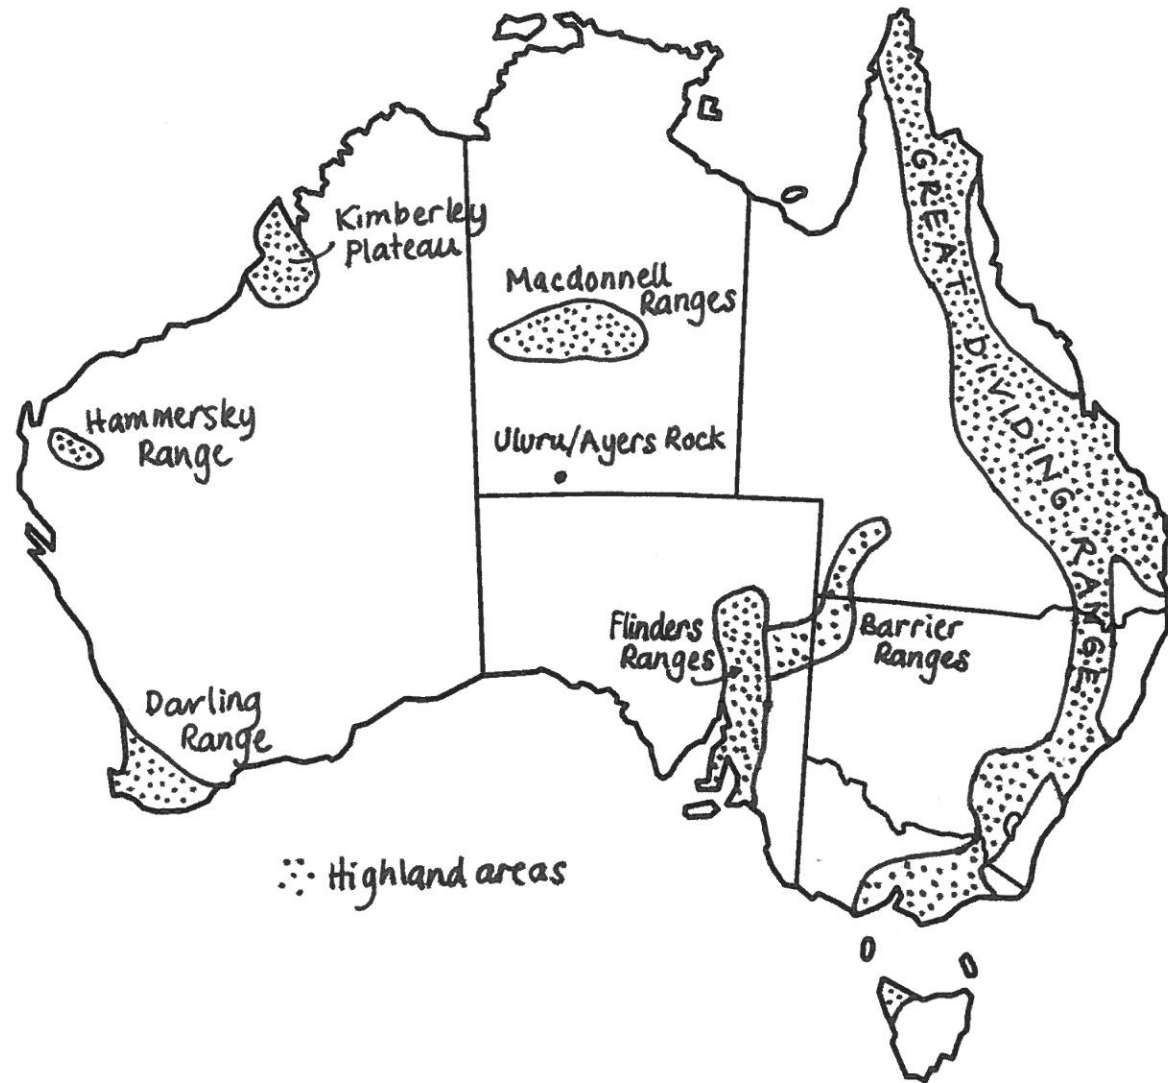 Kimberley
Plateau
Macdonnell
Ranges
Hammersky
Range
Uluru/Ayers Rock
GREAT DIVIDING RANGE
Flinders
Ranges
Barrier
Ranges
Darling
Range
Highland areas